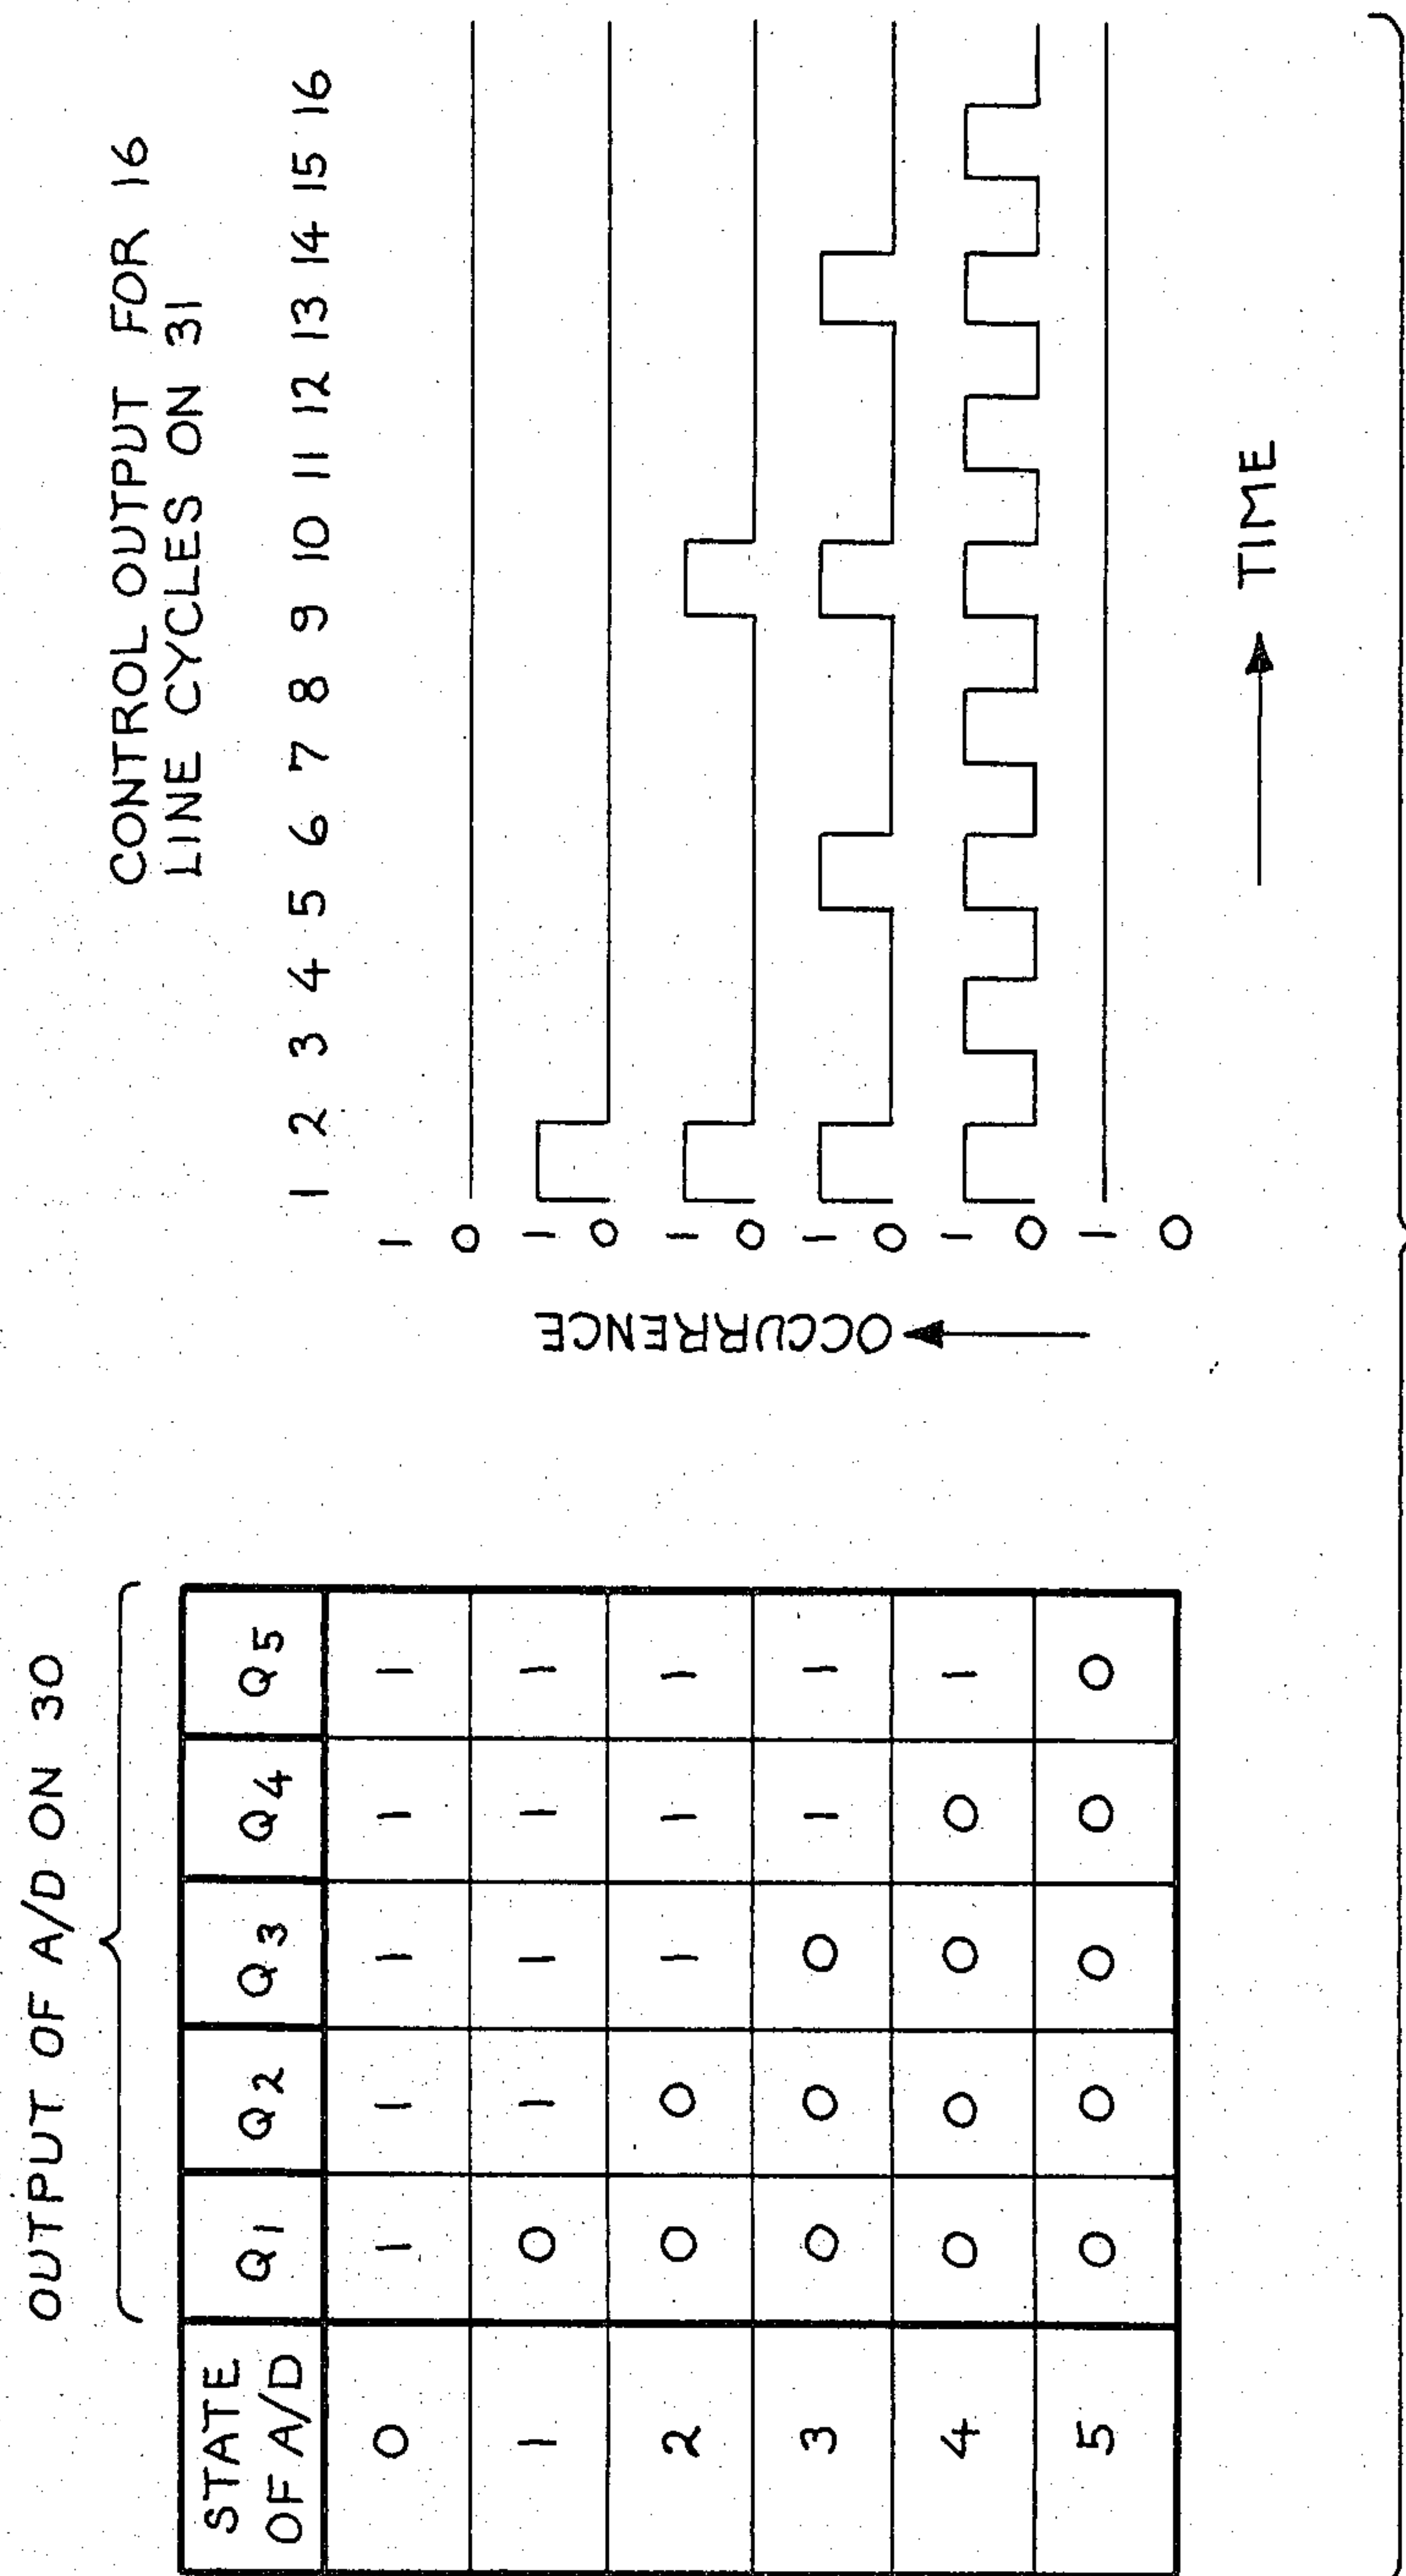 OUTPUT OF A/D ON 30
STATE OF A/D Q1 Q2 Q3 Q4 Q5
0 1 1 1 1 1
1 0 1 1 1 1
2 0 0 1 1 1
3 0 0 0 1 1
4 0 0 0 0 1
5 0 0 0 0 0
CONTROL OUTPUT FOR 16
LINE CYCLES ON 31
1 2 3 4 5 6 7 8 9 10 11 12 13 14 15 16
1
0
1
0
1
0
1
0
1
0
1
0
OCCURRENCE
TIME